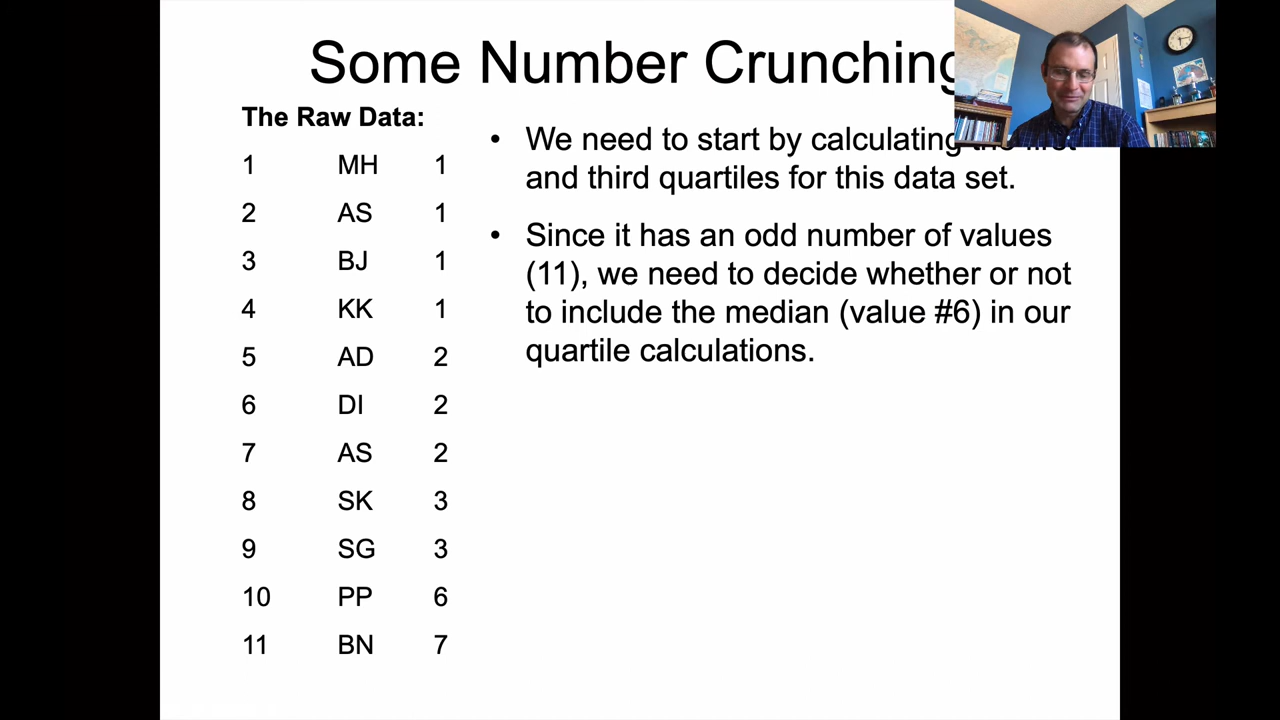 Some Number Crunching
The Raw Data:
1 MH 1
2 AS 1
3 BJ 1
4 KK 1
5 AD 2
6 DI 2
7 AS 2
8 SK 3
9 SG 3
10 PP 6
11 BN 7
• We need to start by calculating the first
and third quartiles for this data set.
• Since it has an odd number of values
(11), we need to decide whether or not
to include the median (value #6) in our
quartile calculations.